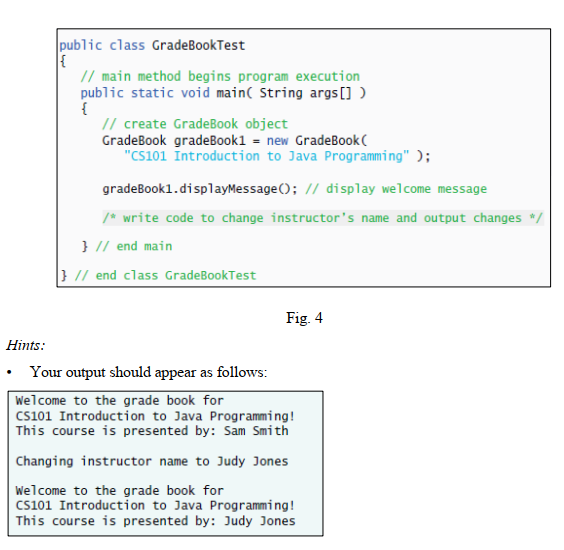 public class GradeBookTest
{
// main method begins program execution
public static void main( String args[] )
{
// create GradeBook object
GradeBook gradeBook1 = new GradeBook(
"CS101 Introduction to Java Programming" );
gradeBook1.displayMessage(); // display welcome message
/* write code to change instructor's name and output changes */
} // end main
} // end class GradeBookTest
Fig. 4
Hints:
• Your output should appear as follows:
Welcome to the grade book for
CS101 Introduction to Java Programming!
This course is presented by: Sam Smith
Changing instructor name to Judy Jones
Welcome to the grade book for
CS101 Introduction to Java Programming!
This course is presented by: Judy Jones